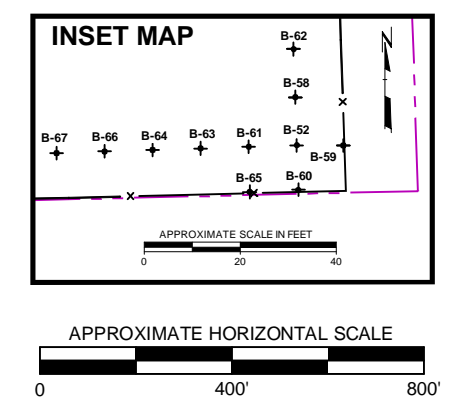 INSET MAP
B-62
N
B-58
B-67 B-66 B-64 B-63 B-61 B-52 B-59
B-65 B-60
APPROXIMATE SCALE IN FEET
0 20 40
APPROXIMATE HORIZONTAL SCALE
0 400' 800'